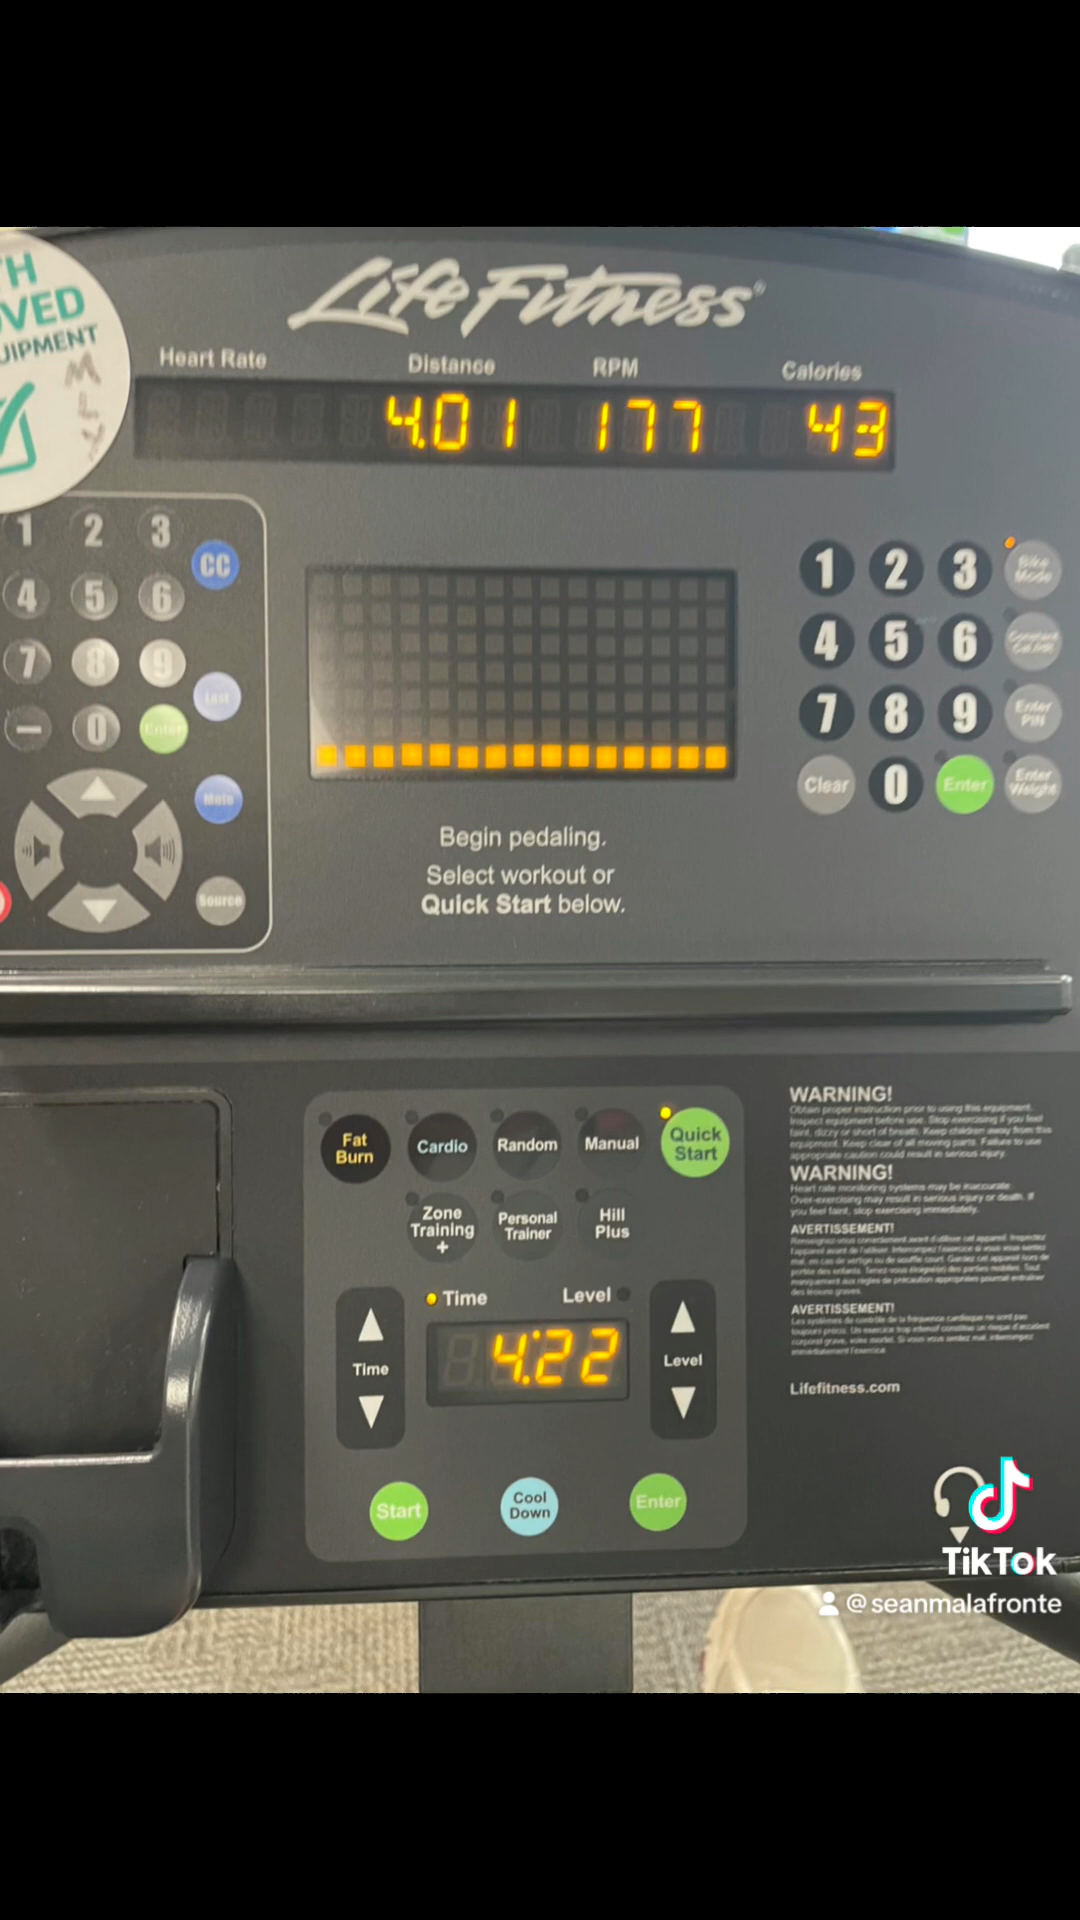 LifeFitness®
TH
OVED
UIPMENT
MLY
Heart Rate Distance RPM Calories
4.01 177 43
1 2 3
CC
4 5 6
7 8 9
Last
0 Enter
Mute
Source
1 2 3 Bike Mode
4 5 6
7 8 9 Enter PIN
Clear 0 Enter Enter Weight
Begin pedaling.
Select workout or
Quick Start below.
Fat Burn Cardio Random Manual Quick Start
Zone Training + Personal Trainer Hill Plus
Time Level
Time 4:22 Level
Start Cool Down Enter
WARNING!
Obtain proper instruction prior to using this equipment.
Inspect equipment before use. Stop exercising if you feel
faint, dizzy or short of breath. Keep children away from this
equipment. Keep clear of all moving parts. Failure to use
appropriate caution could result in serious injury.
WARNING!
Heart rate monitoring systems may be inaccurate.
Over-exercising may result in serious injury or death. If
you feel faint, stop exercising immediately.
AVERTISSEMENT!
AVERTISSEMENT!
Lifefitness.com
TikTok
@seanmalafronte